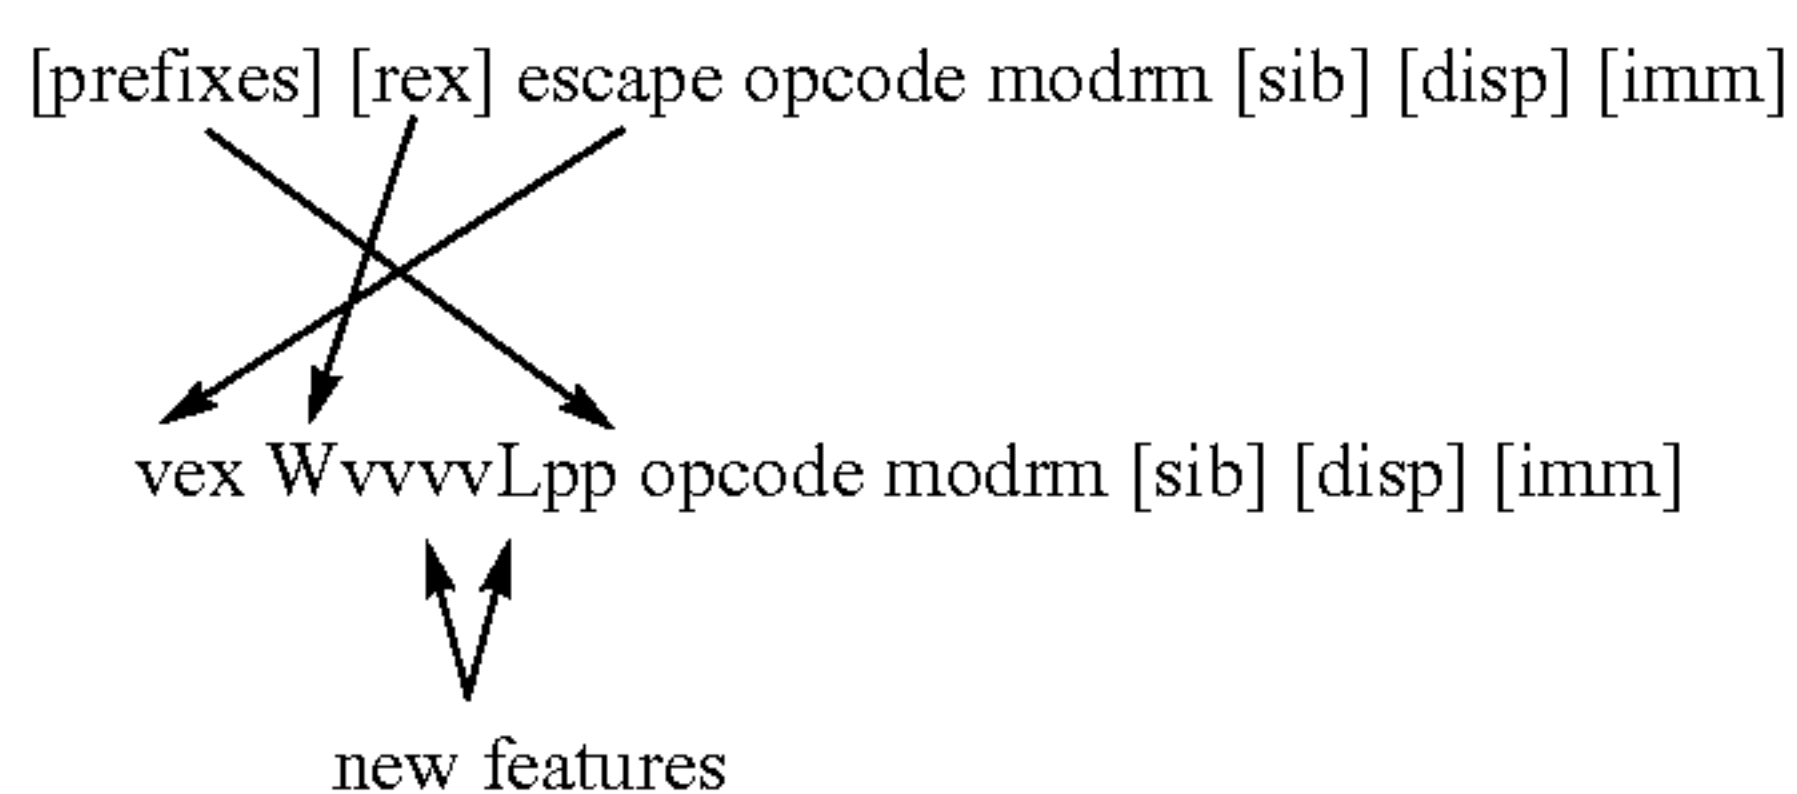 [prefixes] [rex] escape opcode modrm [sib] [disp] [imm]
vex WvvvvLpp opcode modrm [sib] [disp] [imm]
new features